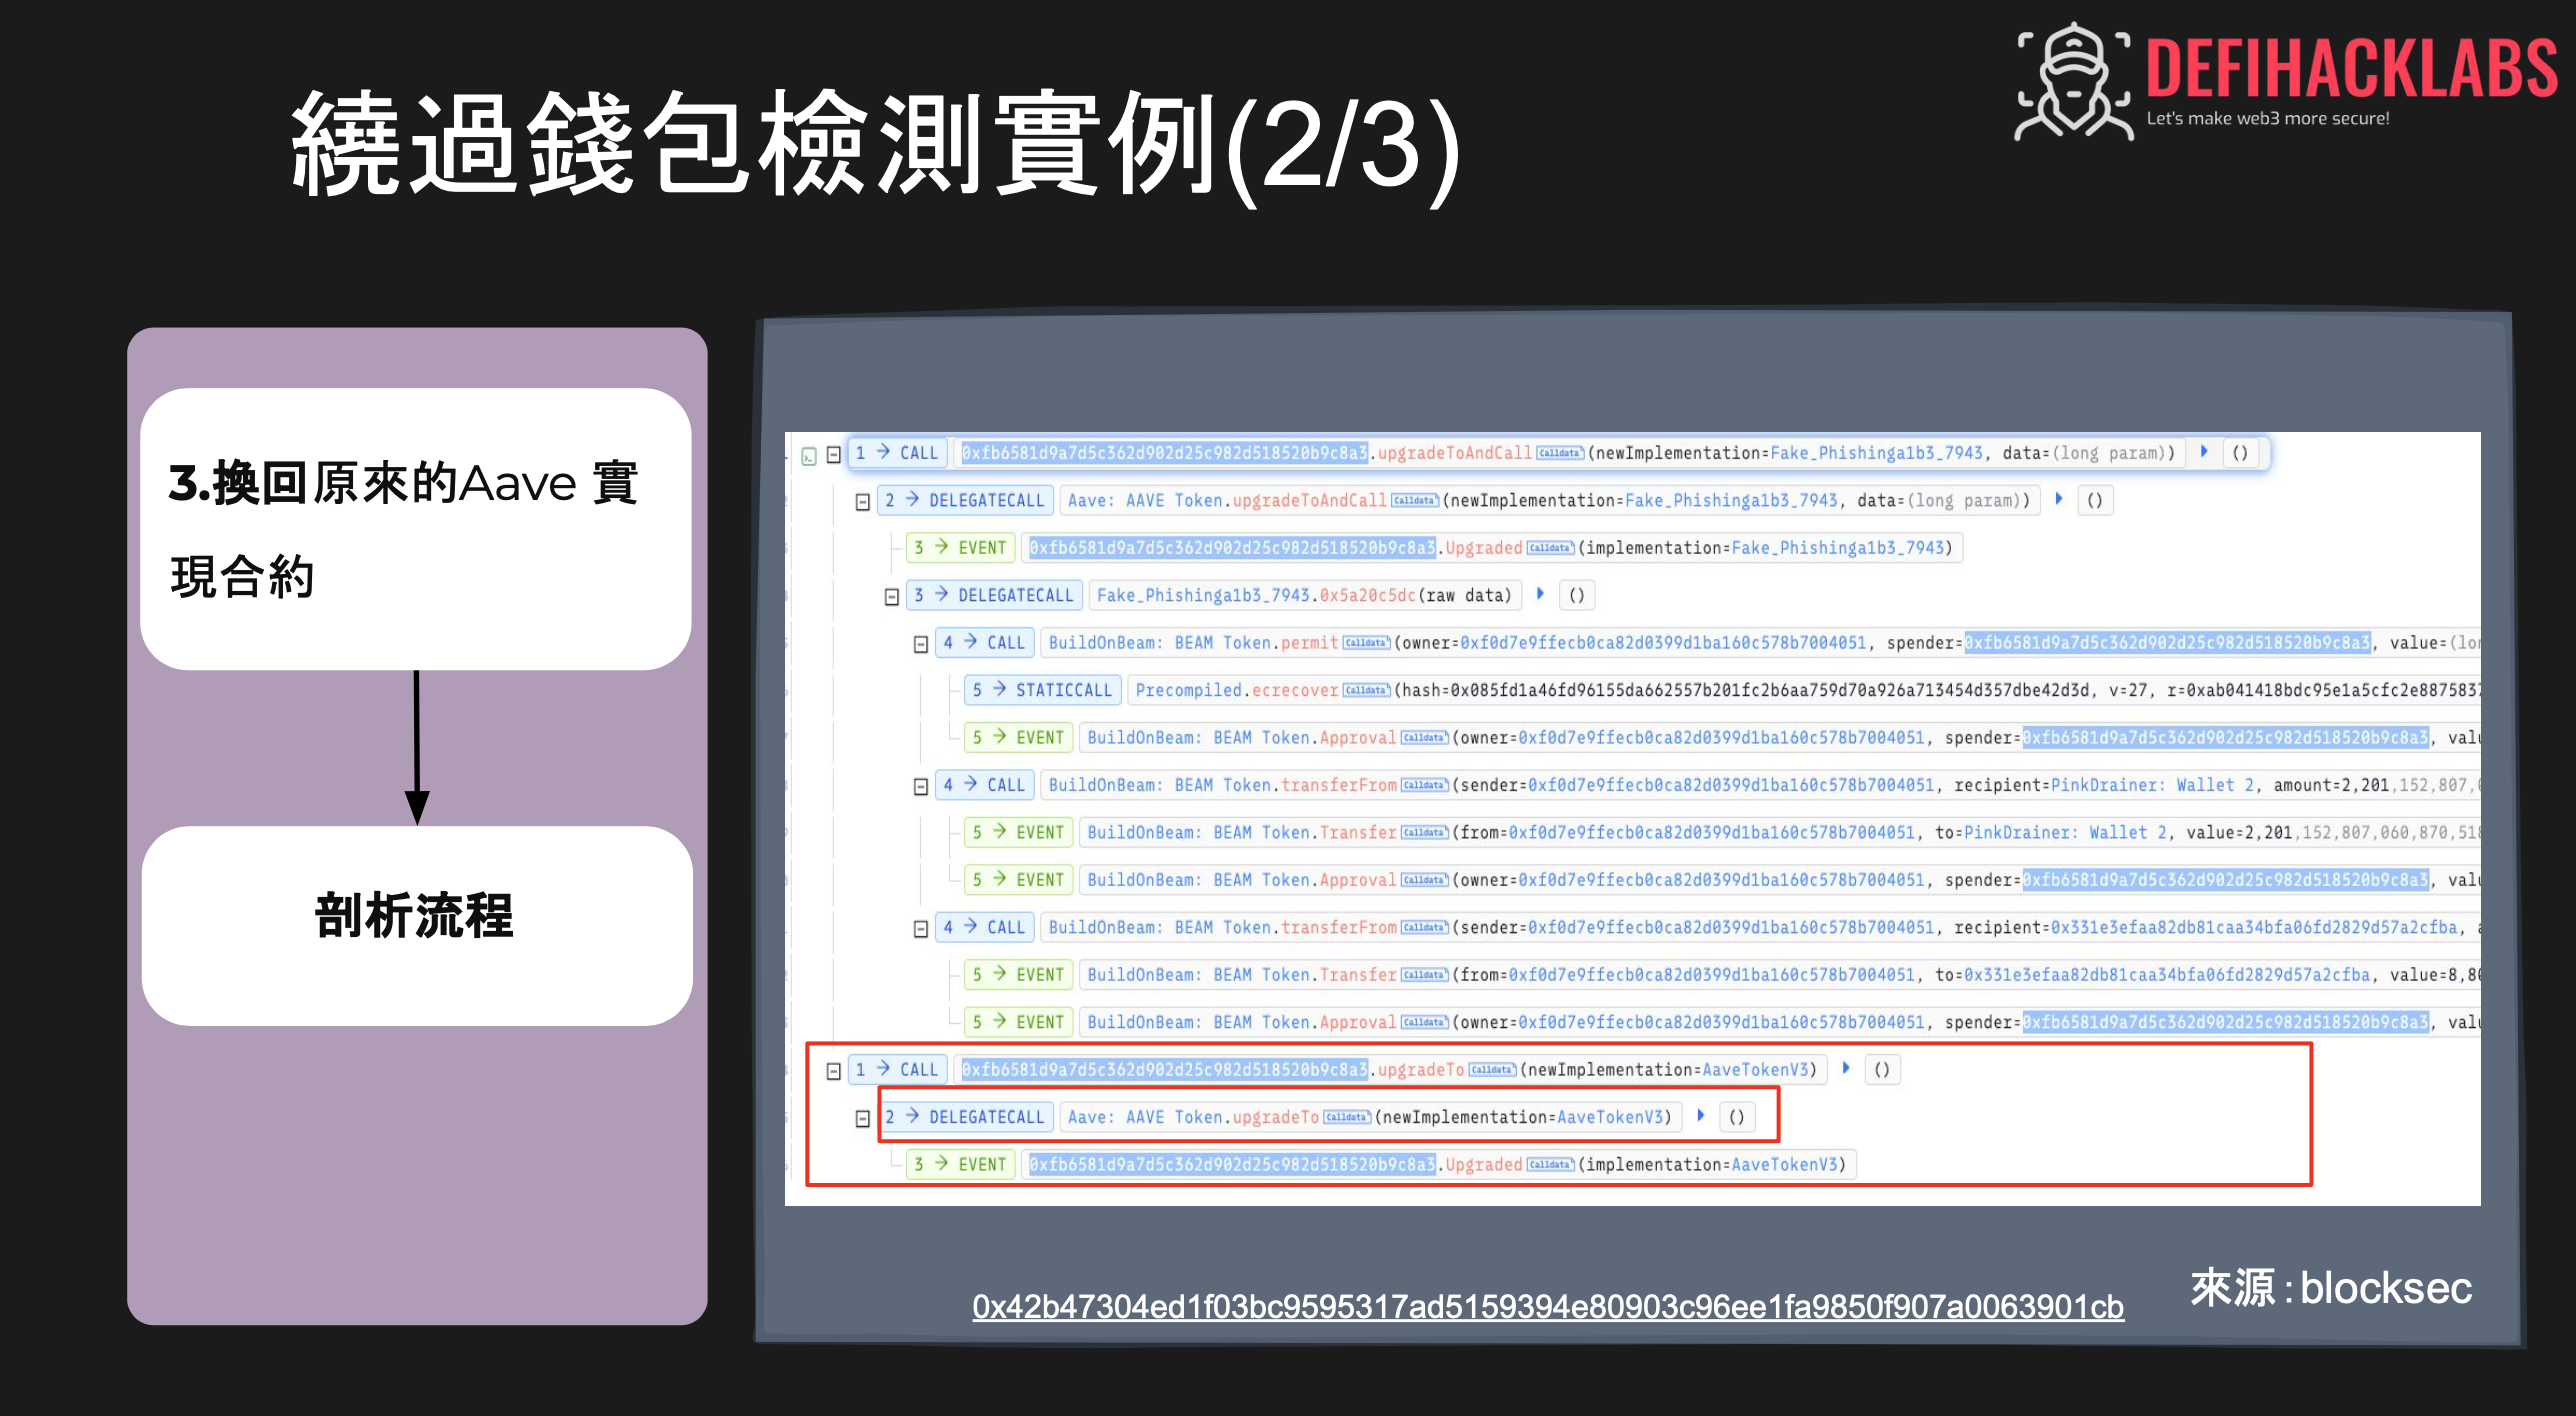 DEFIHACKLABS
Let's make web3 more secure!
繞過錢包檢測實例(2/3)
3.換回原來的Aave 實
現合約
剖析流程
1 → CALL 0xfb6581d9a7d5c362d902d25c982d518520b9c8a3.upgradeToAndCall Calldata (newImplementation=Fake_Phishing1b3_7943, data=(long param)) ()
2 → DELEGATECALL Aave: AAVE Token.upgradeToAndCall Calldata (newImplementation=Fake_Phishinga1b3_7943, data=(long param)) ()
3 → EVENT 0xfb6581d9a7d5c362d902d25c982d518520b9c8a3.Upgraded Calldata (implementation=Fake_Phishinga1b3_7943)
3 → DELEGATECALL Fake_Phishinga1b3_7943.0x5a20c5dc(raw data) ()
4 → CALL BuildOnBeam: BEAM Token.permit Calldata (owner=0xf0d7e9ffecb0ca82d0399d1ba160c578b7004051, spender=0xfb6581d9a7d5c362d902d25c982d518520b9c8a3, value=(lon
5 → STATICCALL Precompiled.ecrecover Calldata (hash=0x085fd1a46fd96155da662557b201fc2b6aa759d70a926a713454d357dbe42d3d, v=27, r=0xab041418bdc95e1a5cfc2e8875837
5 → EVENT BuildOnBeam: BEAM Token.Approval Calldata (owner=0xf0d7e9ffecb0ca82d0399d1ba160c578b7004051, spender=0xfb6581d9a7d5c362d902d25c982d518520b9c8a3, valu
4 → CALL BuildOnBeam: BEAM Token.transferFrom Calldata (sender=0xf0d7e9ffecb0ca82d0399d1ba160c578b7004051, recipient=PinkDrainer: Wallet 2, amount=2,201,152,807,
5 → EVENT BuildOnBeam: BEAM Token.Transfer Calldata (from=0xf0d7e9ffecb0ca82d0399d1ba160c578b7004051, to=PinkDrainer: Wallet 2, value=2,201,152,807,060,870,518
5 → EVENT BuildOnBeam: BEAM Token.Approval Calldata (owner=0xf0d7e9ffecb0ca82d0399d1ba160c578b7004051, spender=0xfb6581d9a7d5c362d902d25c982d518520b9c8a3, valu
4 → CALL BuildOnBeam: BEAM Token.transferFrom Calldata (sender=0xf0d7e9ffecb0ca82d0399d1ba160c578b7004051, recipient=0x331e3efaa82db81caa34bfa06fd2829d57a2cfba,
5 → EVENT BuildOnBeam: BEAM Token.Transfer Calldata (from=0xf0d7e9ffecb0ca82d0399d1ba160c578b7004051, to=0x331e3efaa82db81caa34bfa06fd2829d57a2cfba, value=8,80
5 → EVENT BuildOnBeam: BEAM Token.Approval Calldata (owner=0xf0d7e9ffecb0ca82d0399d1ba160c578b7004051, spender=0xfb6581d9a7d5c362d902d25c982d518520b9c8a3, valu
1 → CALL 0xfb6581d9a7d5c362d902d25c982d518520b9c8a3.upgradeTo Calldata (newImplementation=AaveTokenV3) ()
2 → DELEGATECALL Aave: AAVE Token.upgradeTo Calldata (newImplementation=AaveTokenV3) ()
3 → EVENT 0xfb6581d9a7d5c362d902d25c982d518520b9c8a3.Upgraded Calldata (implementation=AaveTokenV3)
0x42b47304ed1f03bc9595317ad5159394e80903c96ee1fa9850f907a0063901cb
來源：blocksec